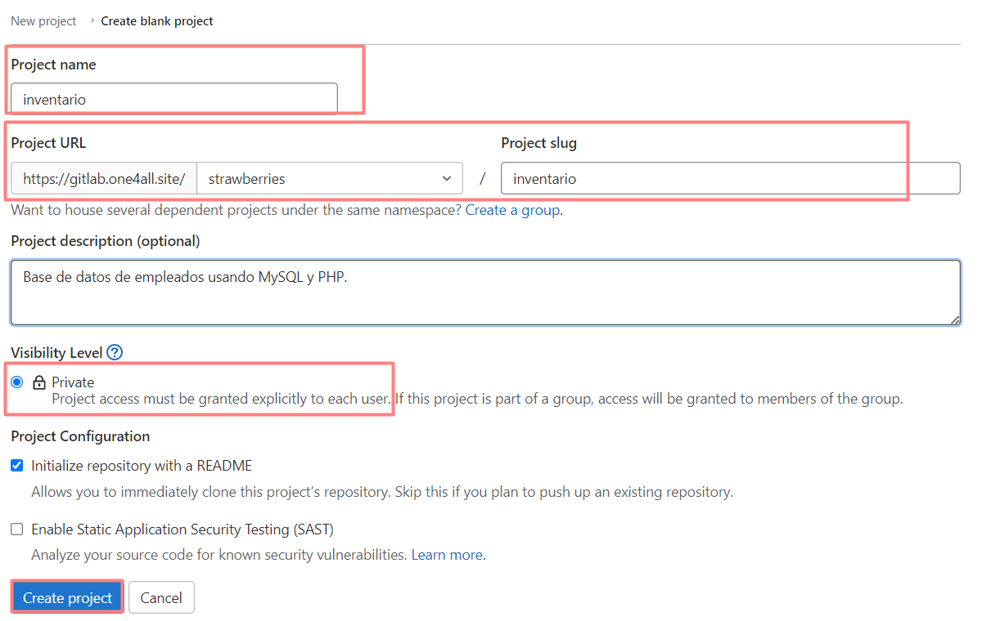 New project › Create blank project
Project name
inventario
Project URL Project slug
https://gitlab.one4all.site/ strawberries / inventario
Want to house several dependent projects under the same namespace? Create a group.
Project description (optional)
Base de datos de empleados usando MySQL y PHP.
Visibility Level ?
Private
Project access must be granted explicitly to each user. If this project is part of a group, access will be granted to members of the group.
Project Configuration
Initialize repository with a README
Allows you to immediately clone this project’s repository. Skip this if you plan to push up an existing repository.
Enable Static Application Security Testing (SAST)
Analyze your source code for known security vulnerabilities. Learn more.
Create project Cancel